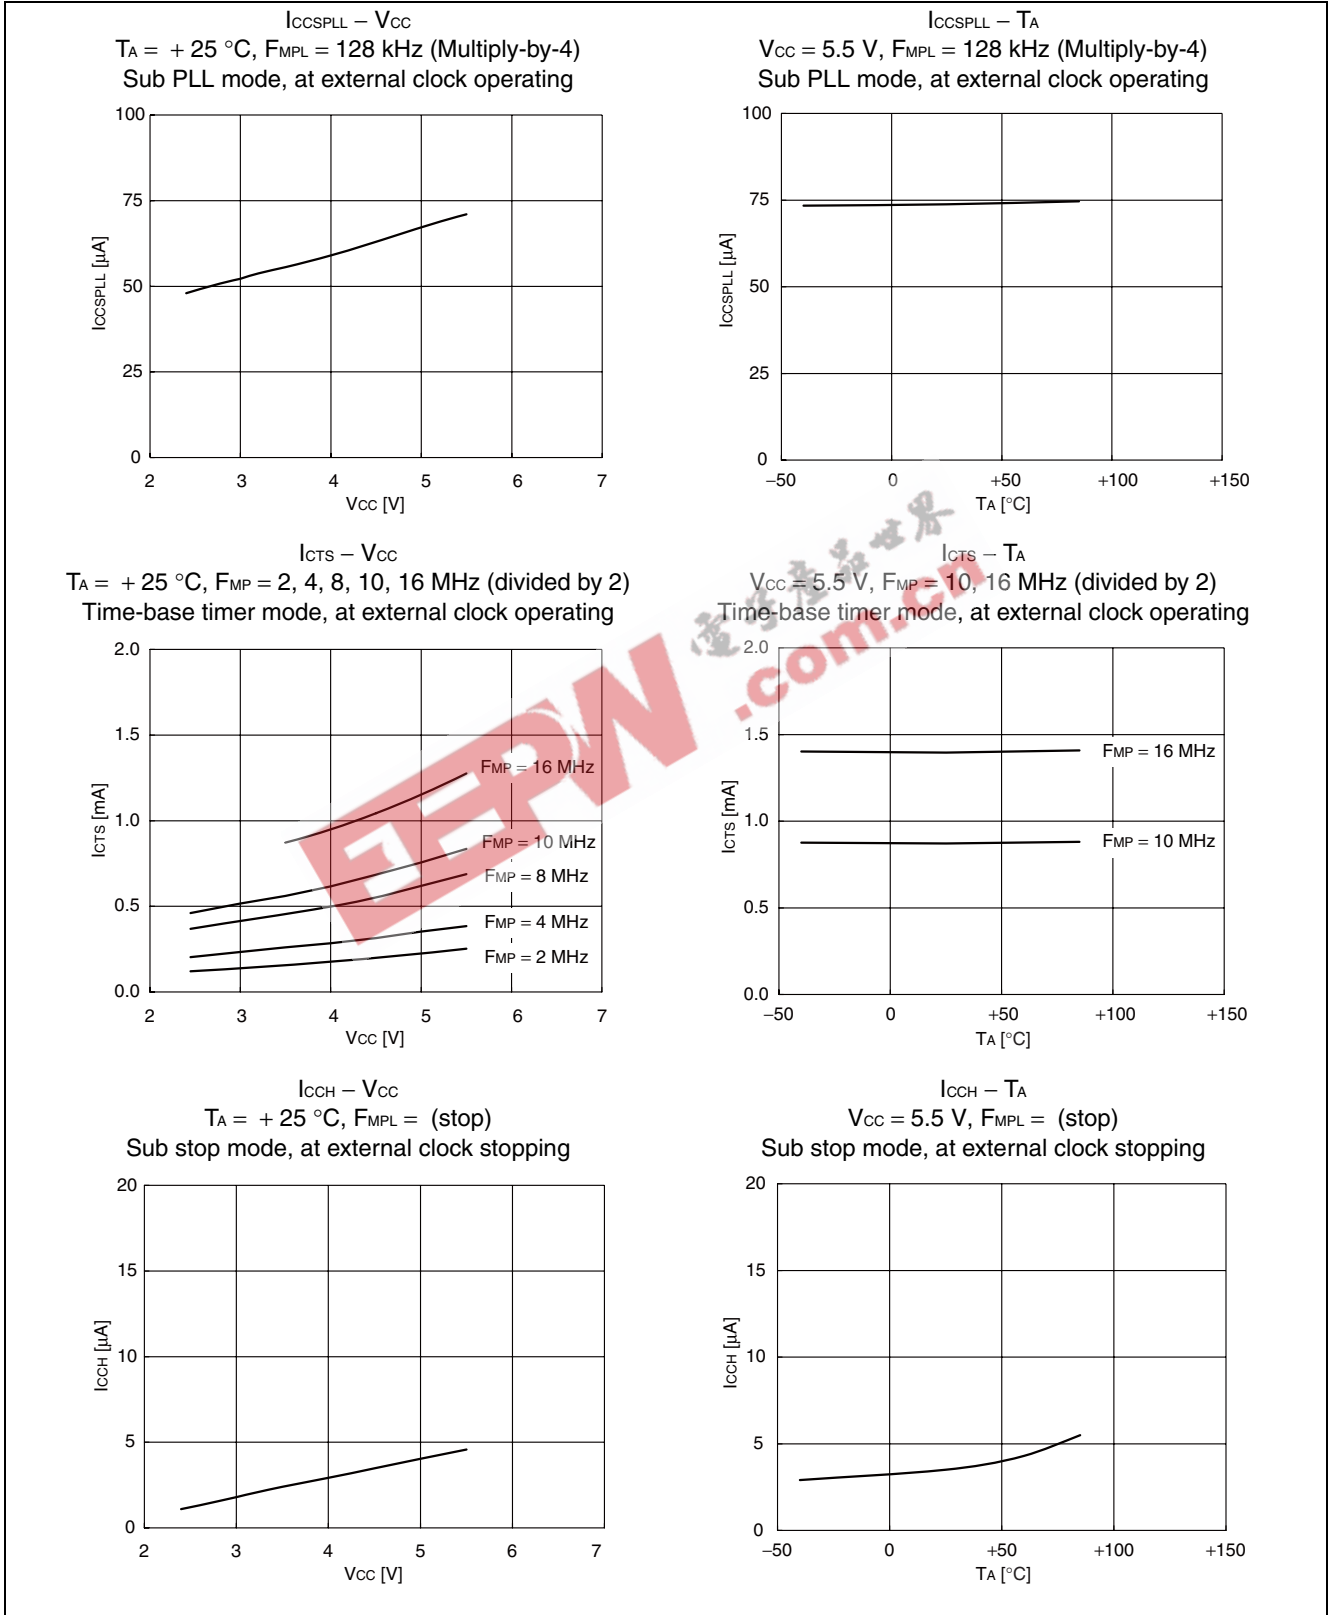 ICCSPLL – VCC
TA = + 25 °C, FMPL = 128 kHz (Multiply-by-4)
Sub PLL mode, at external clock operating
100
75
50
25
0
ICCSPLL [µA]
2 3 4 5 6 7
VCC [V]
ICCSPLL – TA
VCC = 5.5 V, FMPL = 128 kHz (Multiply-by-4)
Sub PLL mode, at external clock operating
100
75
50
25
0
ICCSPLL [µA]
–50 0 +50 +100 +150
TA [°C]
ICTS – VCC
TA = + 25 °C, FMP = 2, 4, 8, 10, 16 MHz (divided by 2)
Time-base timer mode, at external clock operating
2.0
1.5
1.0
0.5
0.0
ICTS [mA]
FMP = 16 MHz
FMP = 10 MHz
FMP = 8 MHz
FMP = 4 MHz
FMP = 2 MHz
2 3 4 5 6 7
VCC [V]
ICTS – TA
VCC = 5.5 V, FMP = 10, 16 MHz (divided by 2)
Time-base timer mode, at external clock operating
2.0
1.5
1.0
0.5
0.0
ICTS [mA]
FMP = 16 MHz
FMP = 10 MHz
–50 0 +50 +100 +150
TA [°C]
EEPW
.com.cn
電子產品世界
ICCH – VCC
TA = + 25 °C, FMPL = (stop)
Sub stop mode, at external clock stopping
20
15
10
5
0
ICCH [µA]
2 3 4 5 6 7
VCC [V]
ICCH – TA
VCC = 5.5 V, FMPL = (stop)
Sub stop mode, at external clock stopping
20
15
10
5
0
ICCH [µA]
–50 0 +50 +100 +150
TA [°C]